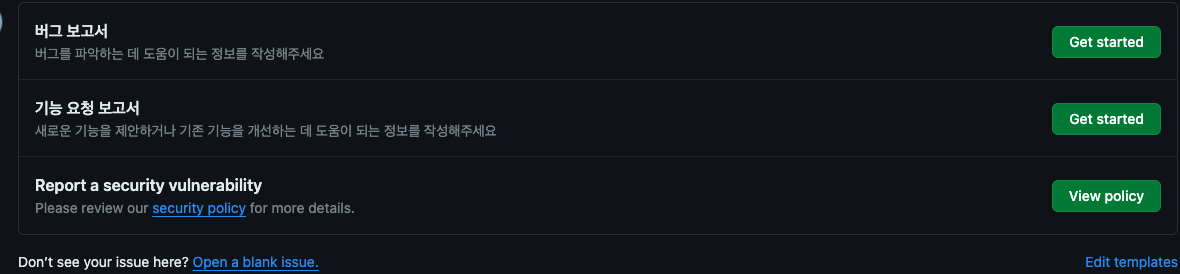 버그 보고서
버그를 파악하는 데 도움이 되는 정보를 작성해주세요
Get started
기능 요청 보고서
새로운 기능을 제안하거나 기존 기능을 개선하는 데 도움이 되는 정보를 작성해주세요
Get started
Report a security vulnerability
Please review our security policy for more details.
View policy
Don't see your issue here? Open a blank issue.
Edit templates